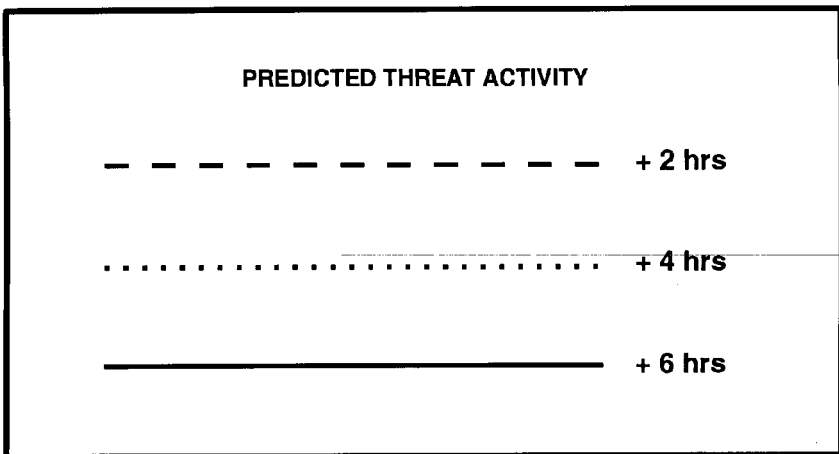 PREDICTED THREAT ACTIVITY
+ 2 hrs
+ 4 hrs
+ 6 hrs